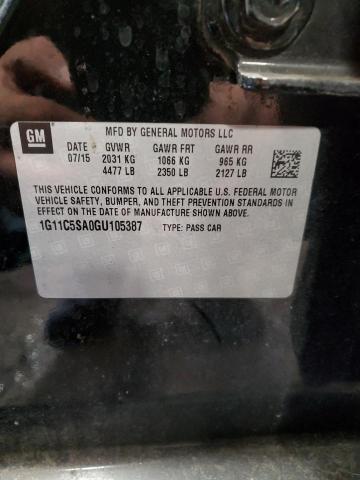 GM MFD BY GENERAL MOTORS LLC
DATE GVWR GAWR FRT GAWR RR
07/15 2031 KG 1066 KG 965 KG
4477 LB 2350 LB 2127 LB
THIS VEHICLE CONFORMS TO ALL APPLICABLE U.S. FEDERAL MOTOR
VEHICLE SAFETY, BUMPER, AND THEFT PREVENTION STANDARDS IN
EFFECT ON THE DATE OF MANUFACTURE SHOWN ABOVE.
1G11C5SA0GU105387 TYPE: PASS CAR